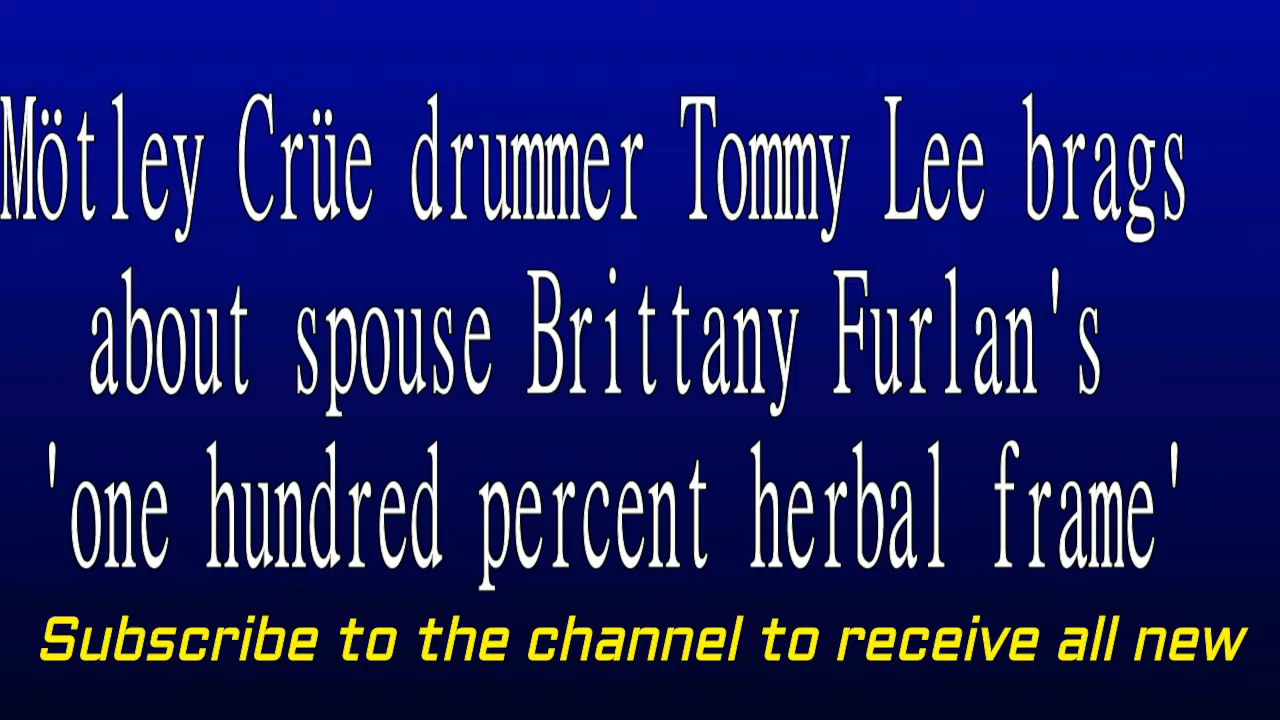 Mötley Crüe drummer Tommy Lee brags
about spouse Brittany Furlan's
'one hundred percent herbal frame'
Subscribe to the channel to receive all new